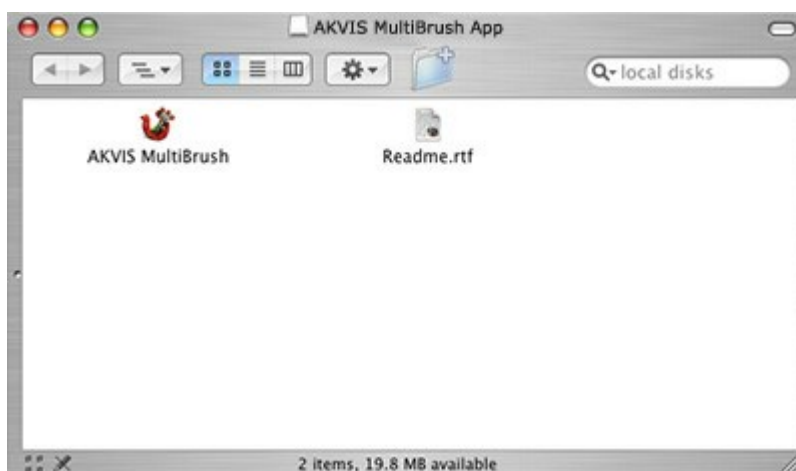 AKVIS MultiBrush App
local disks
AKVIS MultiBrush
Readme.rtf
2 items, 19.8 MB available